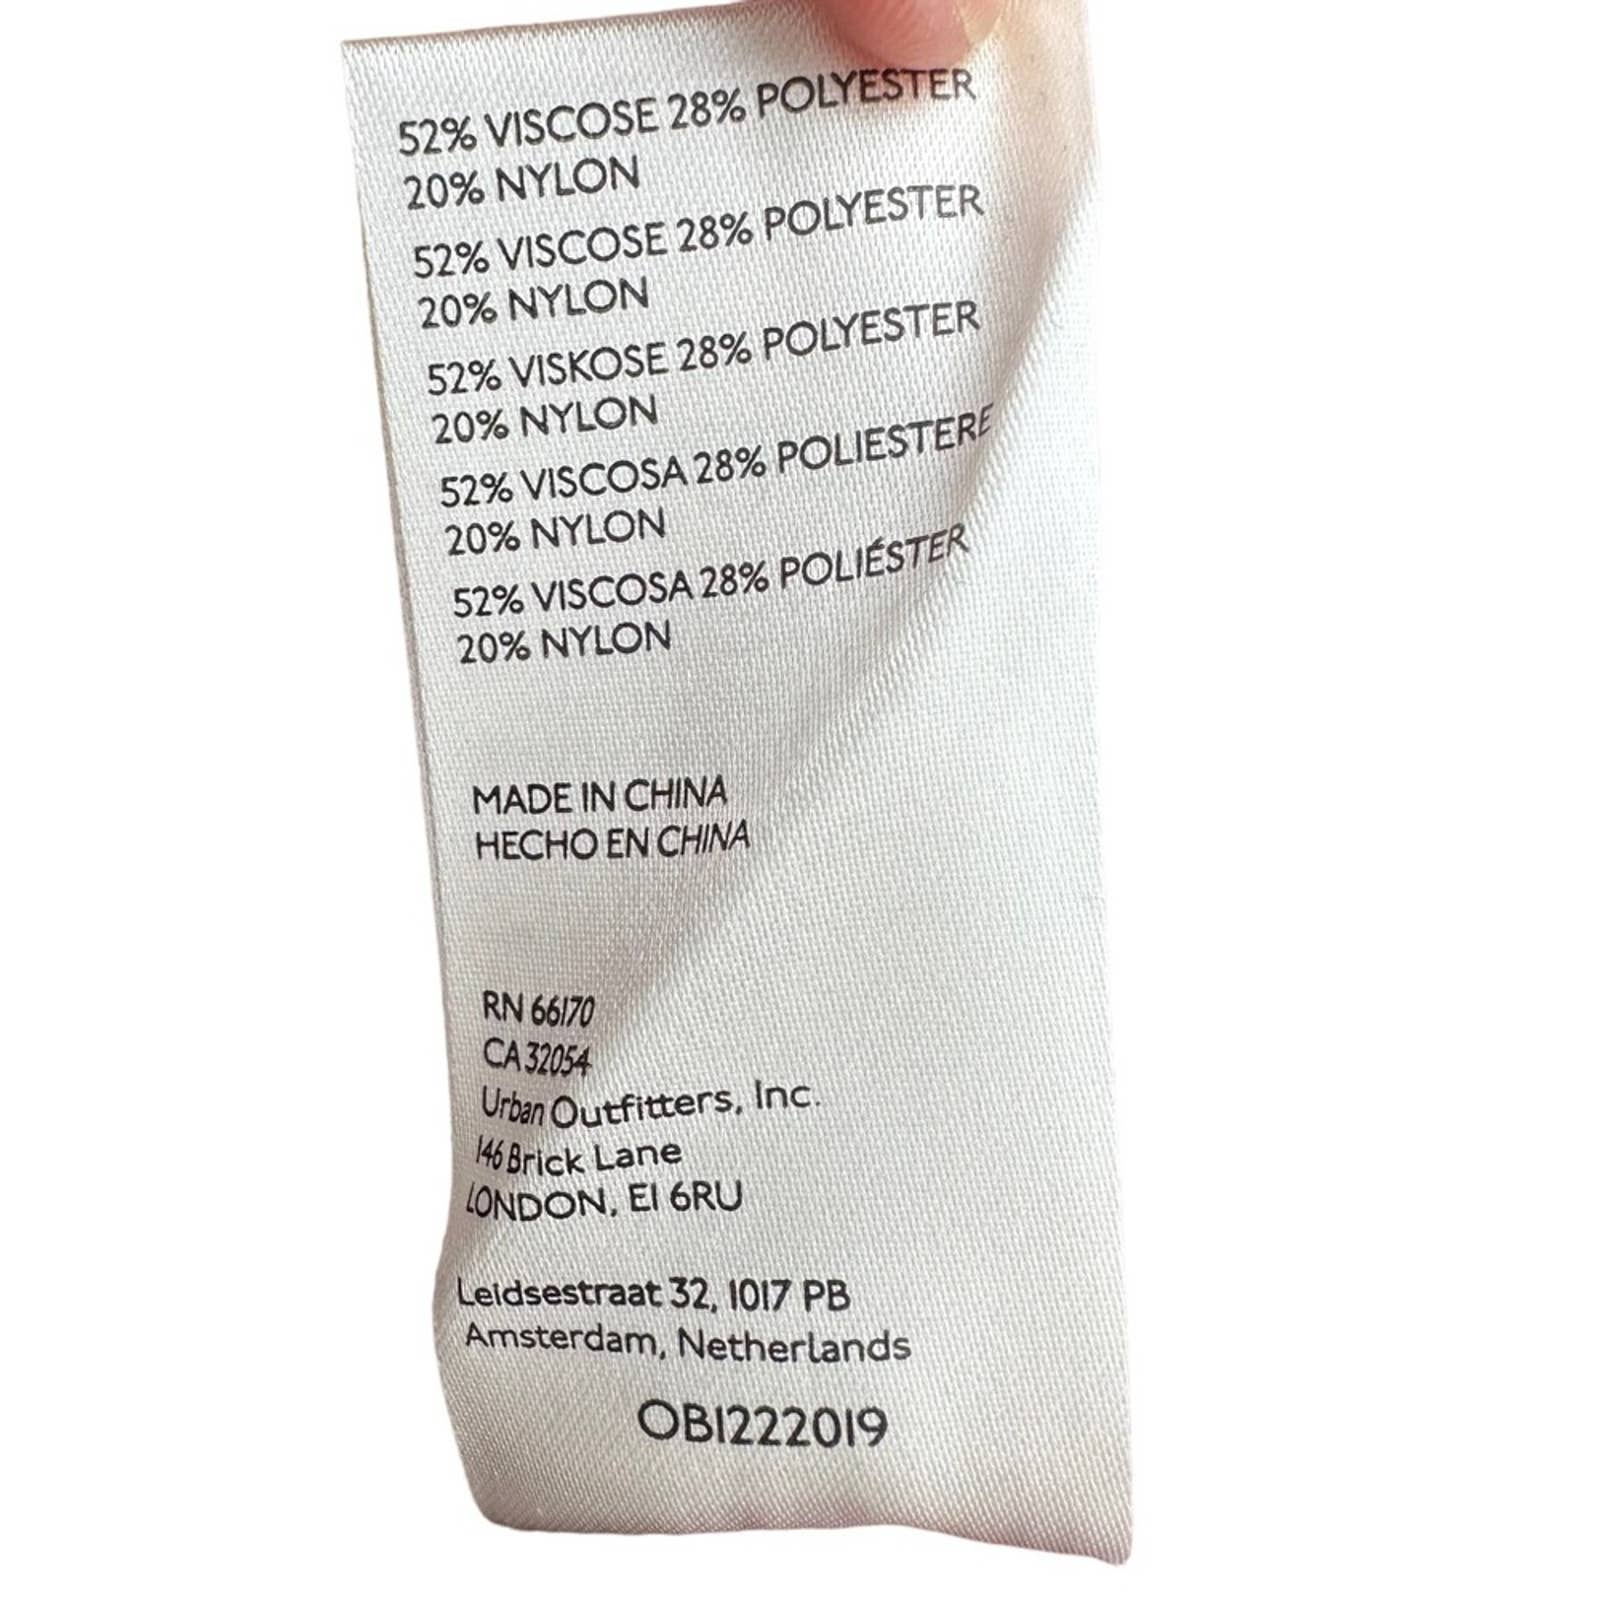 52% VISCOSE 28% POLYESTER
20% NYLON
52% VISCOSE 28% POLYESTER
20% NYLON
52% VISKOSE 28% POLYESTER
20% NYLON
52% VISCOSA 28% POLIESTERE
20% NYLON
52% VISCOSA 28% POLIÉSTER
20% NYLON
MADE IN CHINA
HECHO EN CHINA
RN 66170
CA 32054
Urban Outfitters, Inc.
146 Brick Lane
LONDON, E1 6RU
Leidsestraat 32, 1017 PB
Amsterdam, Netherlands
OB1222019